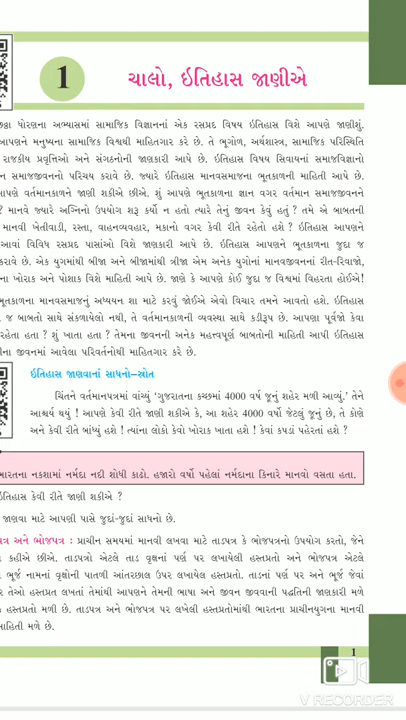 1
ચાલો, ઇતિહાસ જાણીએ
ધોરણના અભ્યાસમાં સામાજિક વિજ્ઞાનનાં એક રસપ્રદ વિષય ઇતિહાસ વિશે આપણે જાણીશું.
આપણને મનુષ્યના સામાજિક વિશ્વથી માહિતગાર કરે છે. તે ભૂગોળ, અર્થશાસ્ત્ર, સામાજિક પરિસ્થિતિ
રાજકીય પ્રવૃત્તિઓ અને સંગઠનોની જાણકારી આપે છે. ઇતિહાસ વિષય સિવાયનાં સમાજવિજ્ઞાનો
ન સમાજજીવનનો પરિચય કરાવે છે. જ્યારે ઇતિહાસ માનવસમાજના ભૂતકાળની માહિતી આપે છે.
આપણે વર્તમાનકાળને જાણી શકીએ છીએ. શું આપણે ભૂતકાળના જ્ઞાન વગર વર્તમાન સમાજજીવનને
? માનવે જ્યારે અગ્નિનો ઉપયોગ શરૂ કર્યો ન હતો ત્યારે તેનું જીવન કેવું હતું ? તમે એ બાબતની
માનવી ખેતીવાડી, રસ્તા, વાહનવ્યવહાર, મકાનો વગર કેવી રીતે રહેતો હશે ? ઇતિહાસ આપણને
આવાં વિવિધ રસપ્રદ પાસાંઓ વિશે જાણકારી આપે છે. ઇતિહાસ આપણને ભૂતકાળના જુદા જ
કરાવે છે. એક યુગમાંથી બીજા અને બીજામાંથી ત્રીજા એમ અનેક યુગોમાં માનવજીવનનાં રીત-રિવાજો,
ના ખોરાક અને પોશાક વિશે માહિતી આપે છે. જાણે કે આપણે કોઈ જુદા જ વિશ્વમાં વિહરતા હોઈએ!
ભૂતકાળના માનવસમાજનું અધ્યયન શા માટે કરવું જોઈએ એવો વિચાર તમને આવતો હશે. ઇતિહાસ
જ બાબતો સાથે સંકળાયેલો નથી, તે વર્તમાનકાળની વ્યવસ્થા સાથે કડીરૂપ છે. આપણા પૂર્વજો કેવા
રહેતા હતા ? શું ખાતા હતા ? તેમના જીવનની અનેક મહત્ત્વપૂર્ણ બાબતોની માહિતી આપી ઇતિહાસ
ના જીવનમાં આવેલા પરિવર્તનોથી માહિતગાર કરે છે.
ઇતિહાસ જાણવાનાં સાધનો–સ્રોત
ચિંતને વર્તમાનપત્રમાં વાંચ્યું 'ગુજરાતના કચ્છમાં 4000 વર્ષ જૂનું શહેર મળી આવ્યું.' તેને
આશ્ચર્ય થયું ! આપણે કેવી રીતે જાણી શકીએ કે, આ શહેર 4000 વર્ષો જેટલું જૂનું છે, તે કોણે
અને કેવી રીતે બાંધ્યું હશે ! ત્યાંના લોકો કેવો ખોરાક ખાતા હશે ! કેવાં કપડાં પહેરતાં હશે ?
ભારતના નકશામાં નર્મદા નદી શોધી કાઢો. હજારો વર્ષો પહેલાં નર્મદાના કિનારે માનવો વસતા હતા.
ઇતિહાસ કેવી રીતે જાણી શકીએ ?
જાણવા માટે આપણી પાસે જુદાં-જુદાં સાધનો છે.
અને ભોજપત્ર : પ્રાચીન સમયમાં માનવી લખવા માટે તાડપત્ર કે ભોજપત્રનો ઉપયોગ કરતો, જેને
કહીએ છીએ. તાડપત્રો એટલે તાડ વૃક્ષનાં પર્ણ પર લખાયેલી હસ્તપ્રતો અને ભોજપત્ર એટલે
ભૂર્જ નામનાં વૃક્ષોની પાતળી આંતરછાલ ઉપર લખાયેલ હસ્તપ્રતો. તાડનાં પર્ણ પર અને ભૂર્જ જેવાં
તેઓ હસ્તપ્રત લખતાં તેમાંથી આપણને તેમની ભાષા અને જીવન જીવવાની પદ્ધતિની જાણકારી મળે
હસ્તપ્રતો મળી છે. તાડપત્ર અને ભોજપત્ર પર લખેલી હસ્તપ્રતોમાંથી ભારતના પ્રાચીનયુગના માનવી
માહિતી મળે છે.
1
V RECORDER